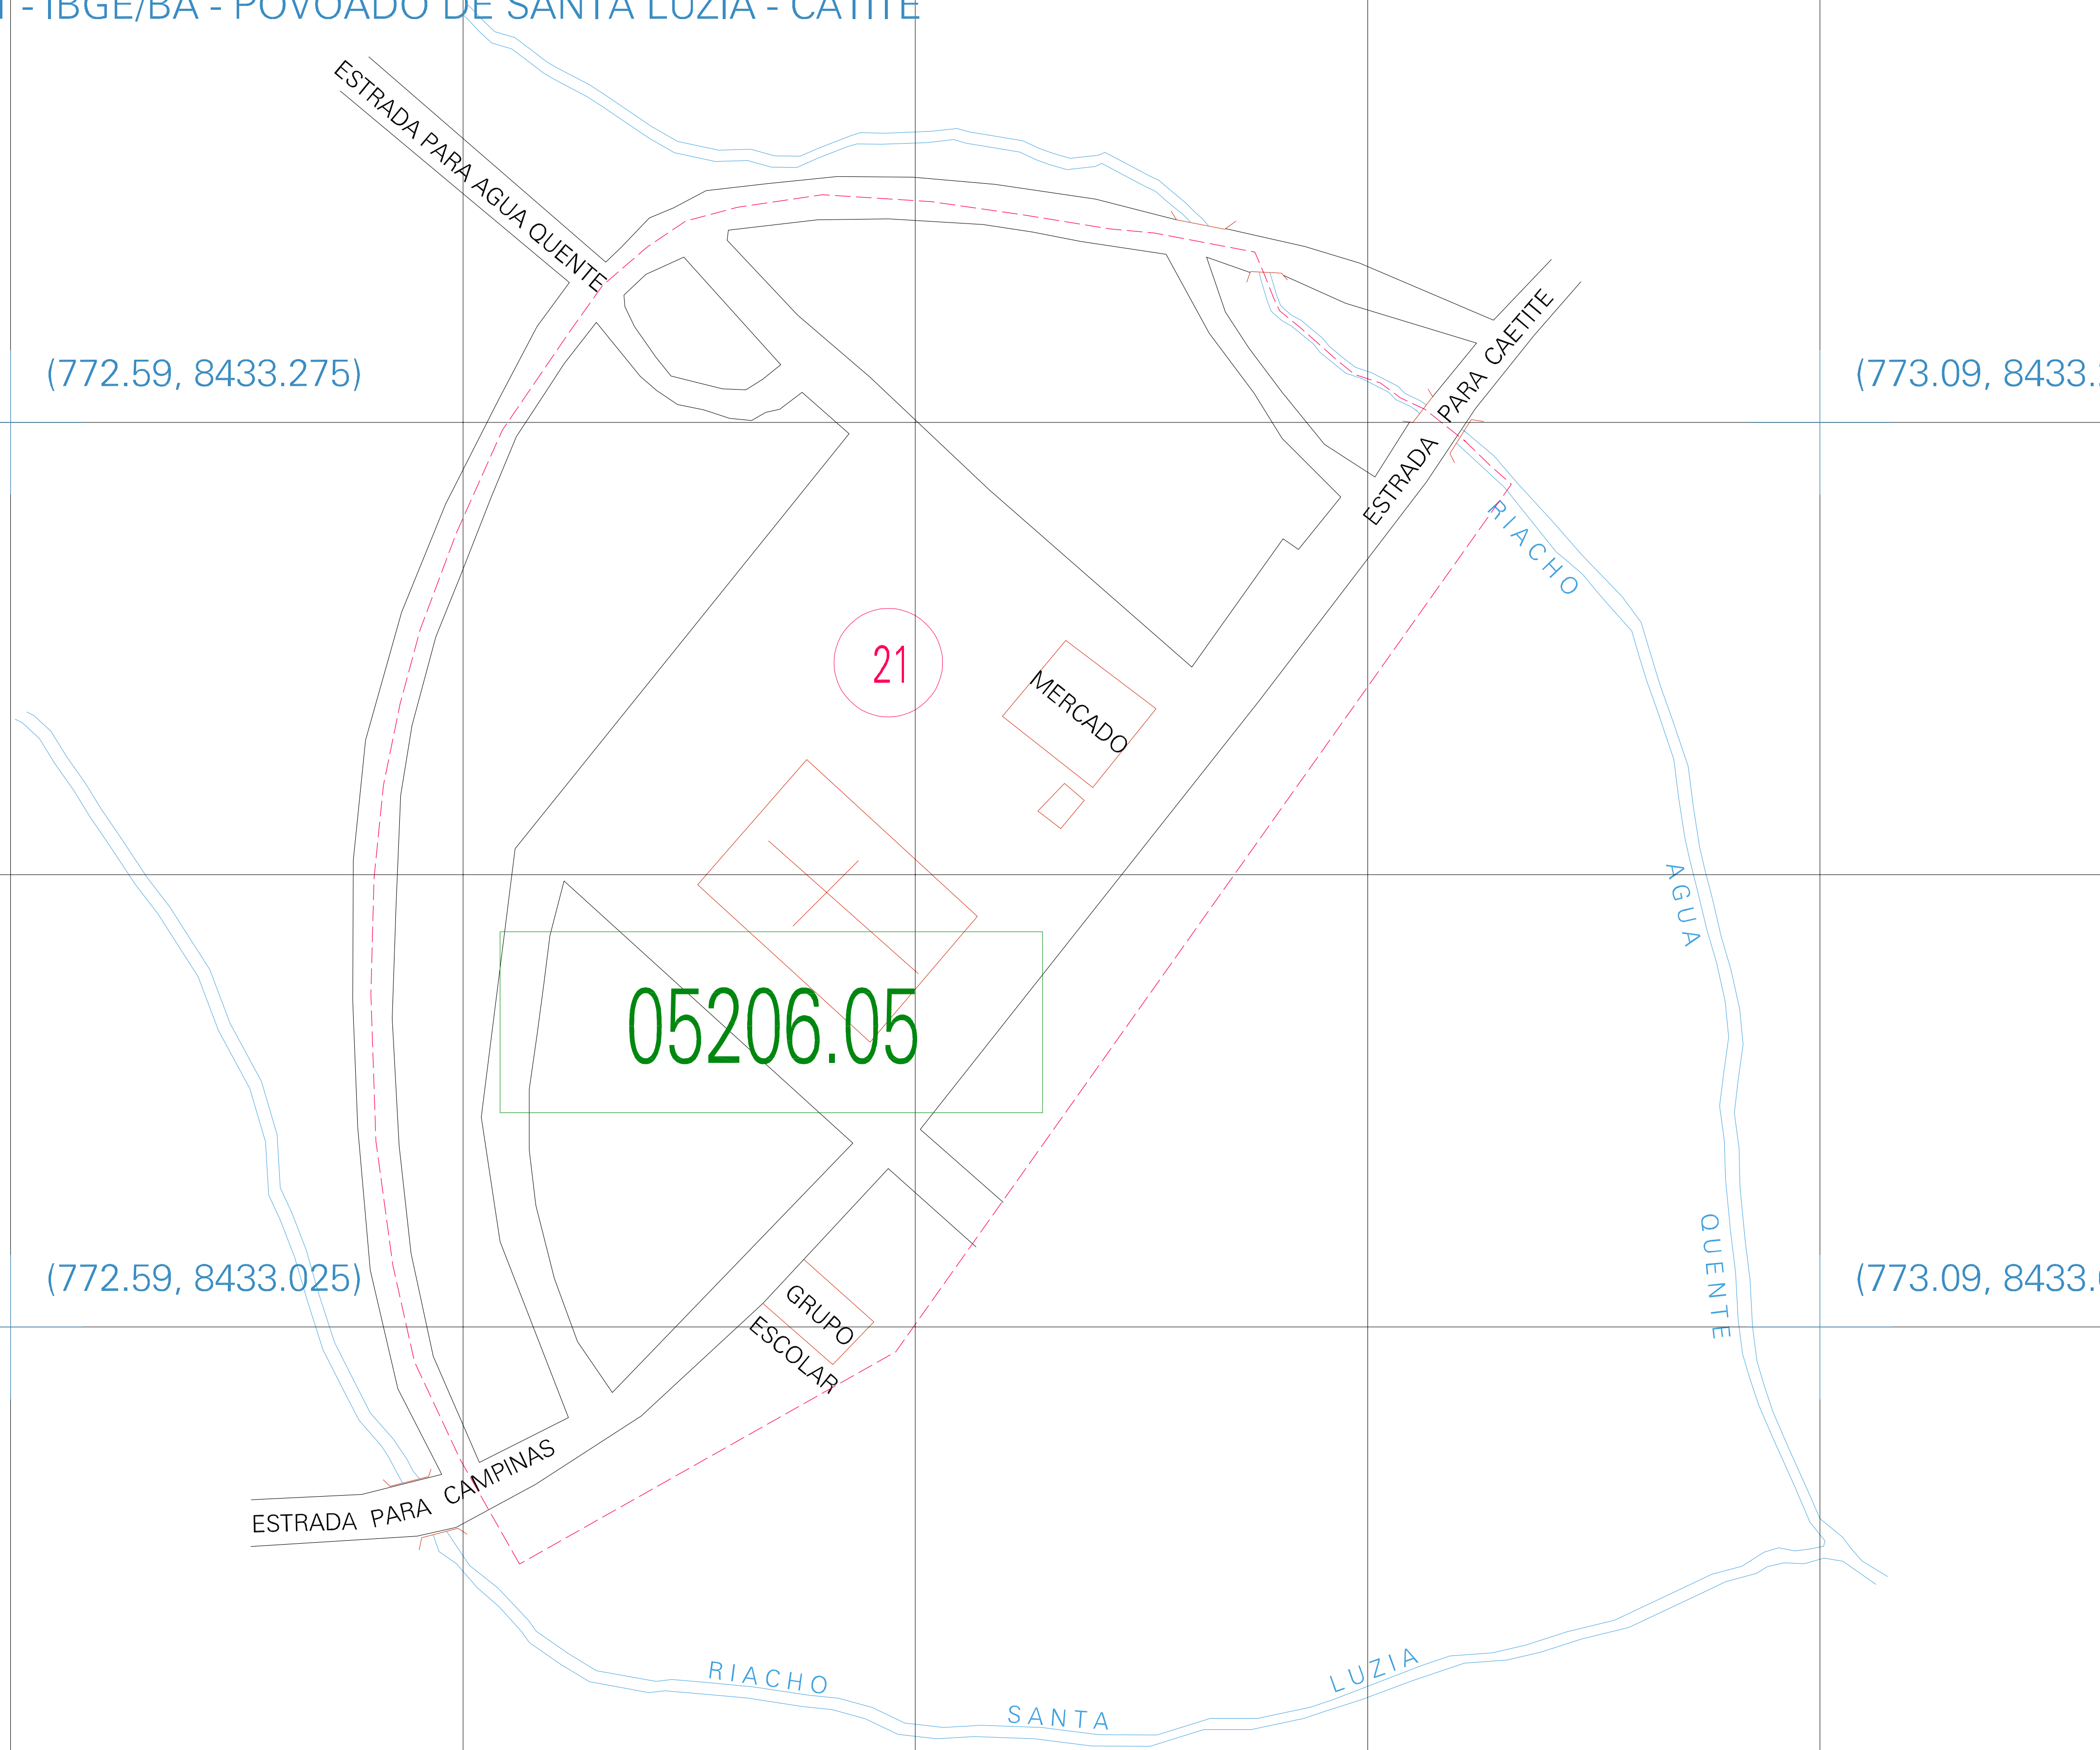 - IBGE/BA - POVOADO DE SANTA LUZIA - CATITE
ESTRADA PARA AGUA QUENTE
ESTRADA PARA CAETITE
(772.59, 8433.275)
(773.09, 8433.
RIACHO
21
MERCADO
AGUA
05206.05
QUENTE
(772.59, 8433.025)
(773.09, 8433.
GRUPO
ESCOLAR
ESTRADA PARA CAMPINAS
RIACHO
SANTA
LUZIA